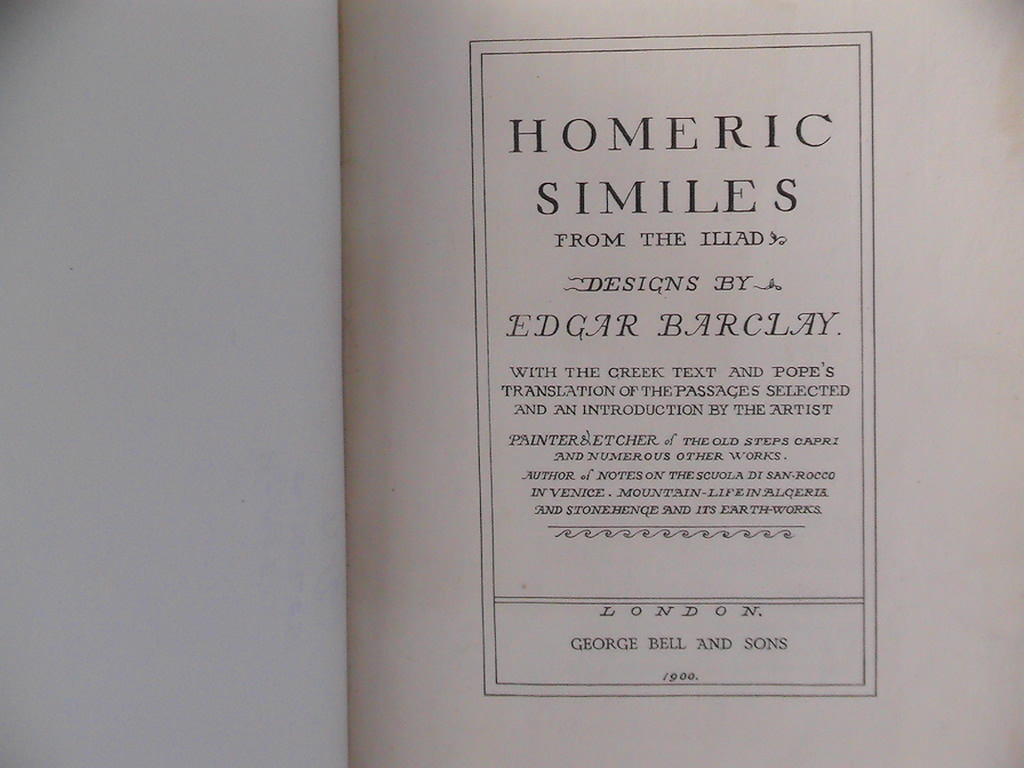 HOMERIC
SIMILES
FROM THE ILIAD
DESIGNS BY
EDGAR BARCLAY.
WITH THE GREEK TEXT AND POPE'S
TRANSLATION OF THE PASSAGES SELECTED
AND AN INTRODUCTION BY THE ARTIST
PAINTER & ETCHER of THE OLD STEPS CAPRI
AND NUMEROUS OTHER WORKS.
AUTHOR of NOTES ON THE SCUOLA DI SAN-ROCCO
IN VENICE. MOUNTAIN-LIFE IN ALGERIA
AND STONEHENGE AND ITS EARTH-WORKS.
LONDON.
GEORGE BELL AND SONS
1900.